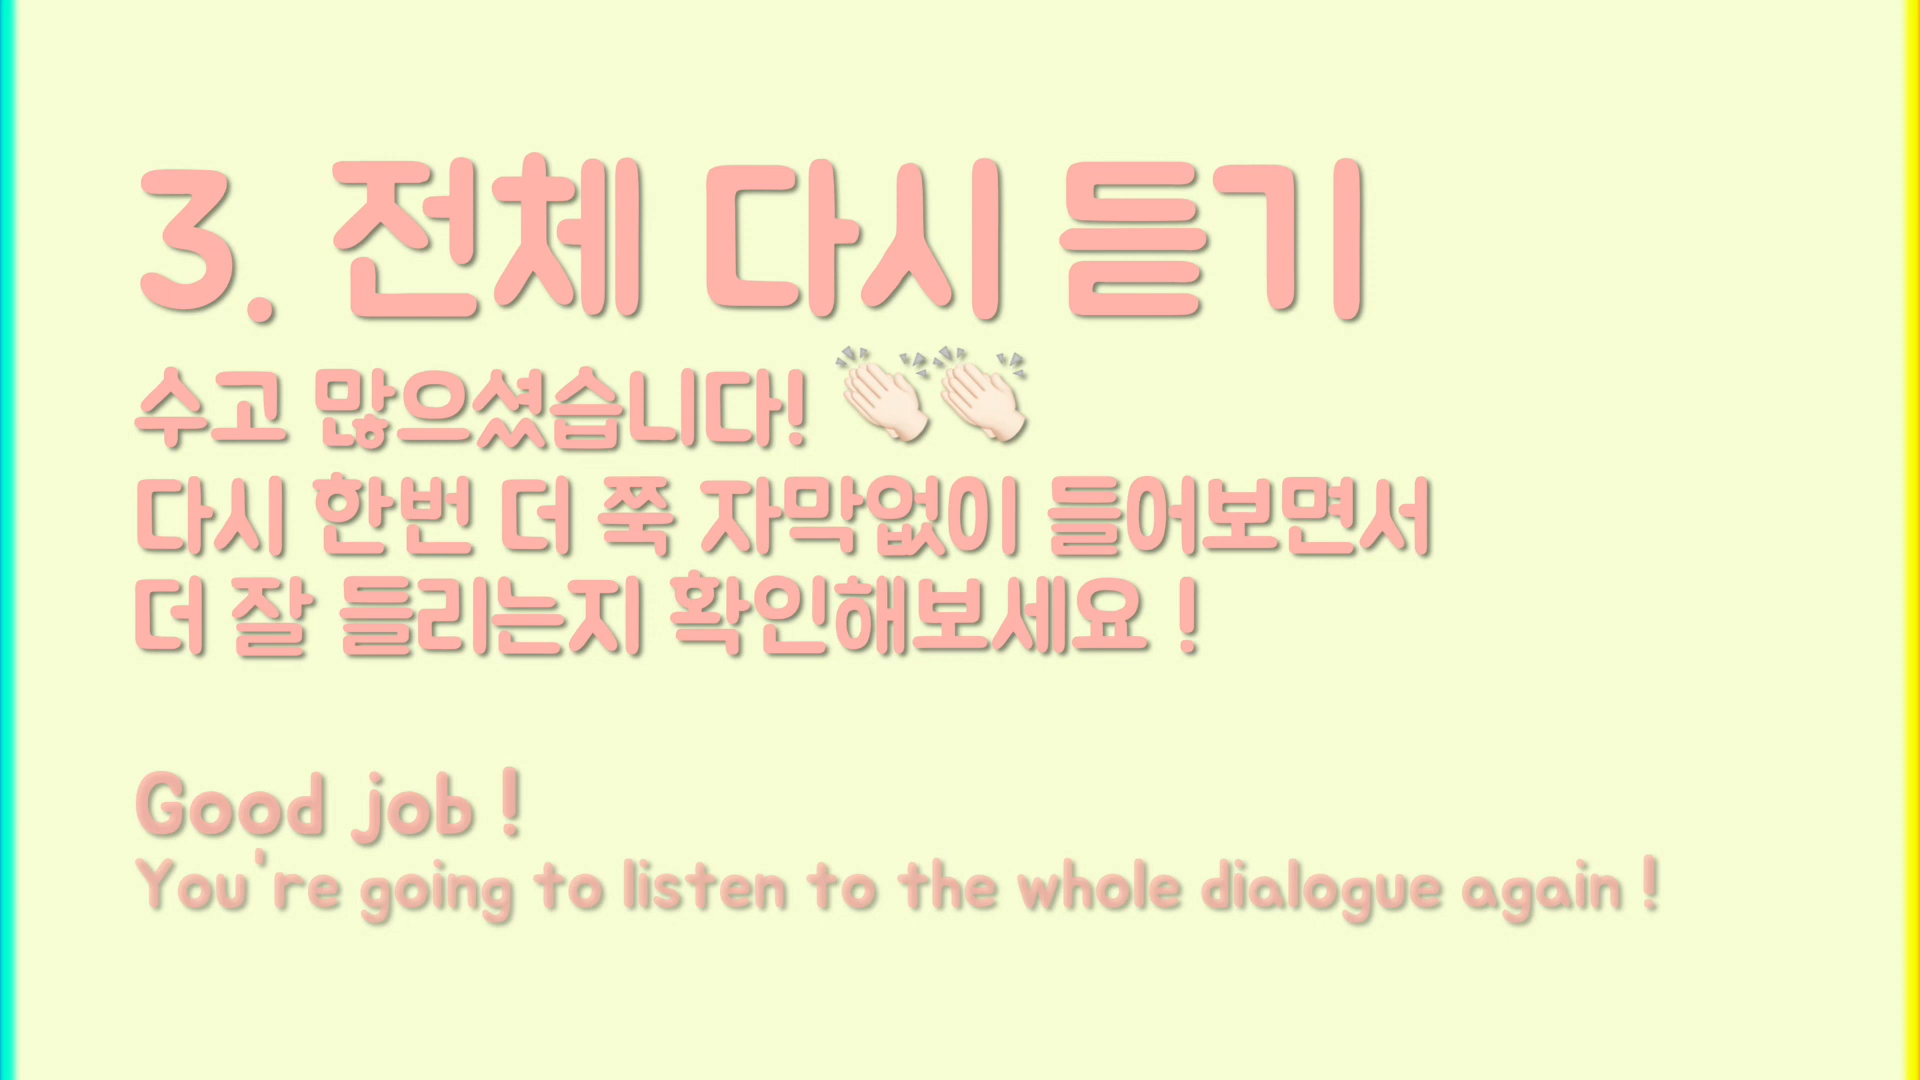 3. 전체 다시 듣기
수고 많으셨습니다! 👏🏻👏🏻
다시 한번 더 쭉 자막없이 들어보면서
더 잘 들리는지 확인해보세요 !
Good job !
You're going to listen to the whole dialogue again !